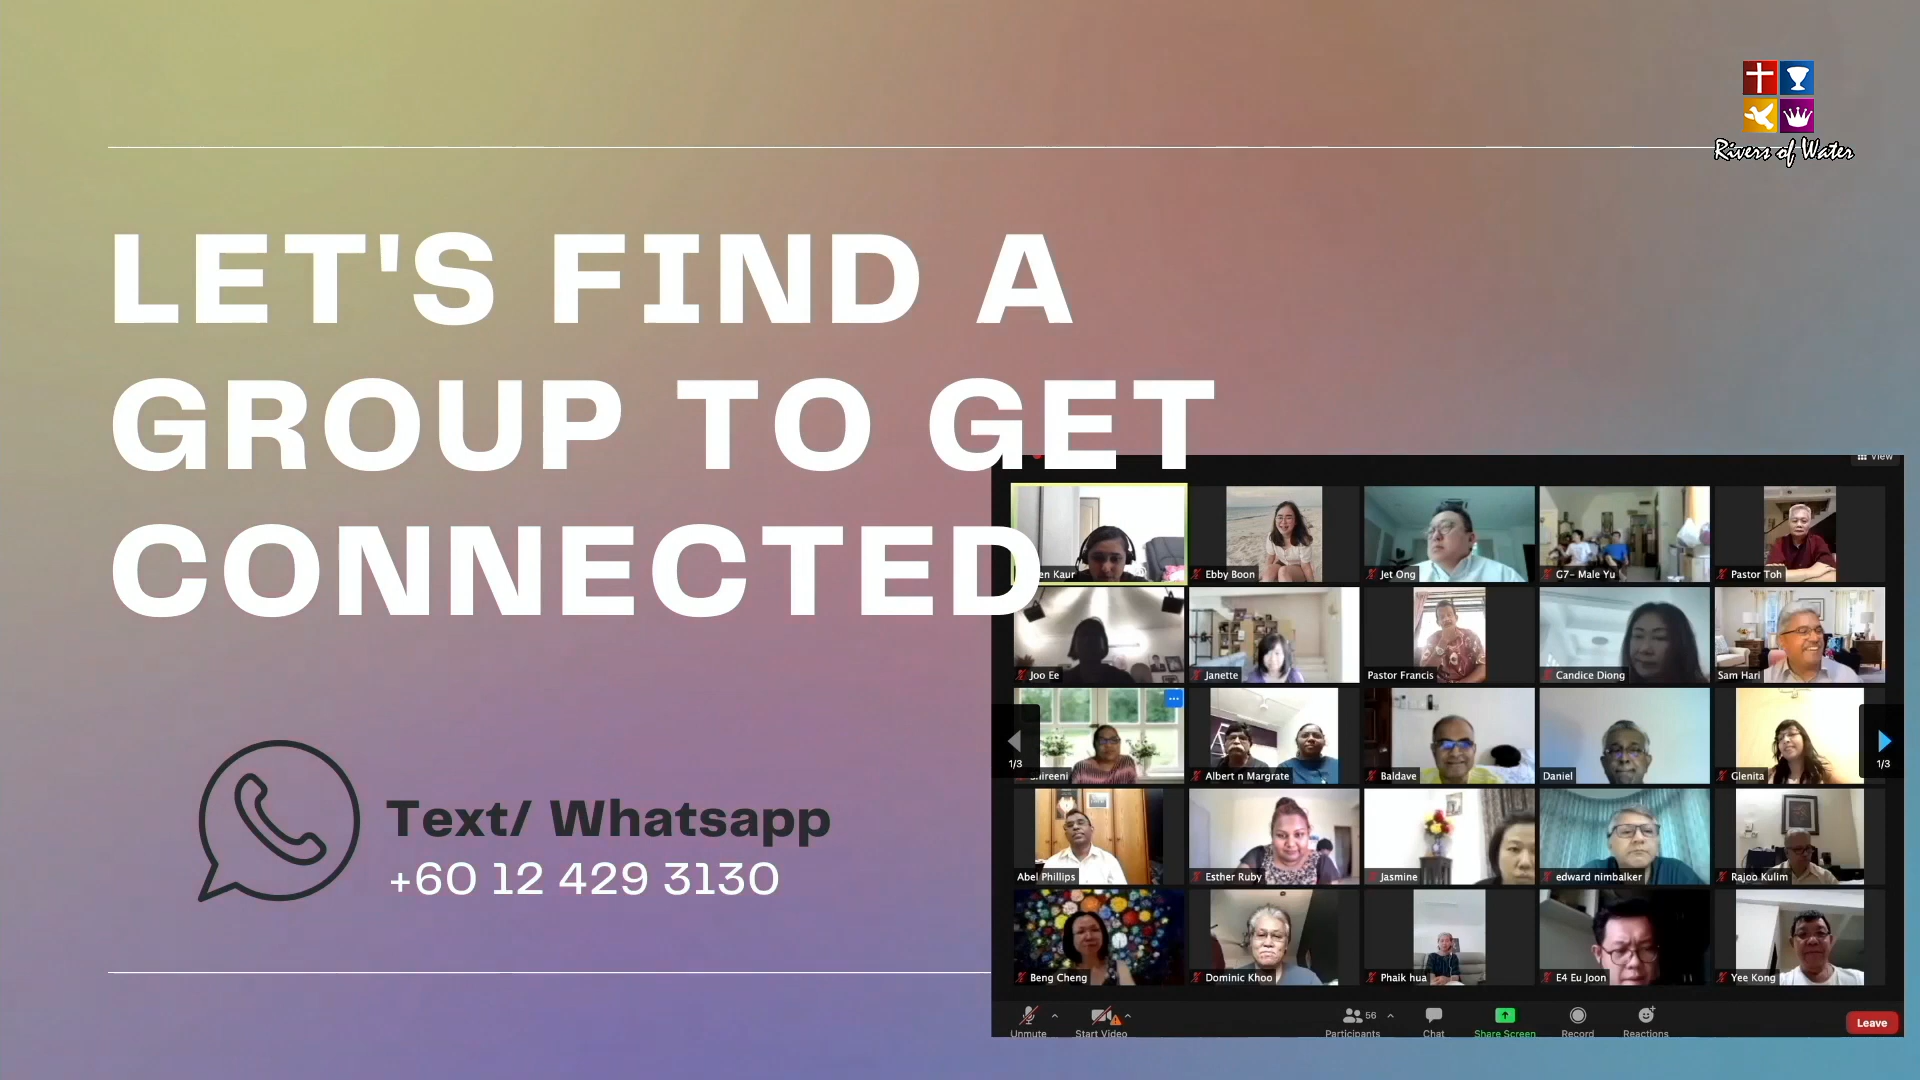 Rivers of Water
LET'S FIND A
GROUP TO GET
CONNECTED
Text/ Whatsapp
+60 12 429 3130
View
en Kaur
Ebby Boon
Jet Ong
G7- Male Yu
Pastor Toh
Joo Ee
Janette
Pastor Francis
Candice Diong
Sam Hari
1/3
hireeni
Albert n Margrate
Baldave
Daniel
Glenita
1/3
Abel Phillips
Esther Ruby
Jasmine
edward nimbalker
Rajoo Kulim
Beng Cheng
Dominic Khoo
Phaik hua
E4 Eu Joon
Yee Kong
Unmute
Start Video
56
Participants
Chat
Share Screen
Record
Reactions
Leave